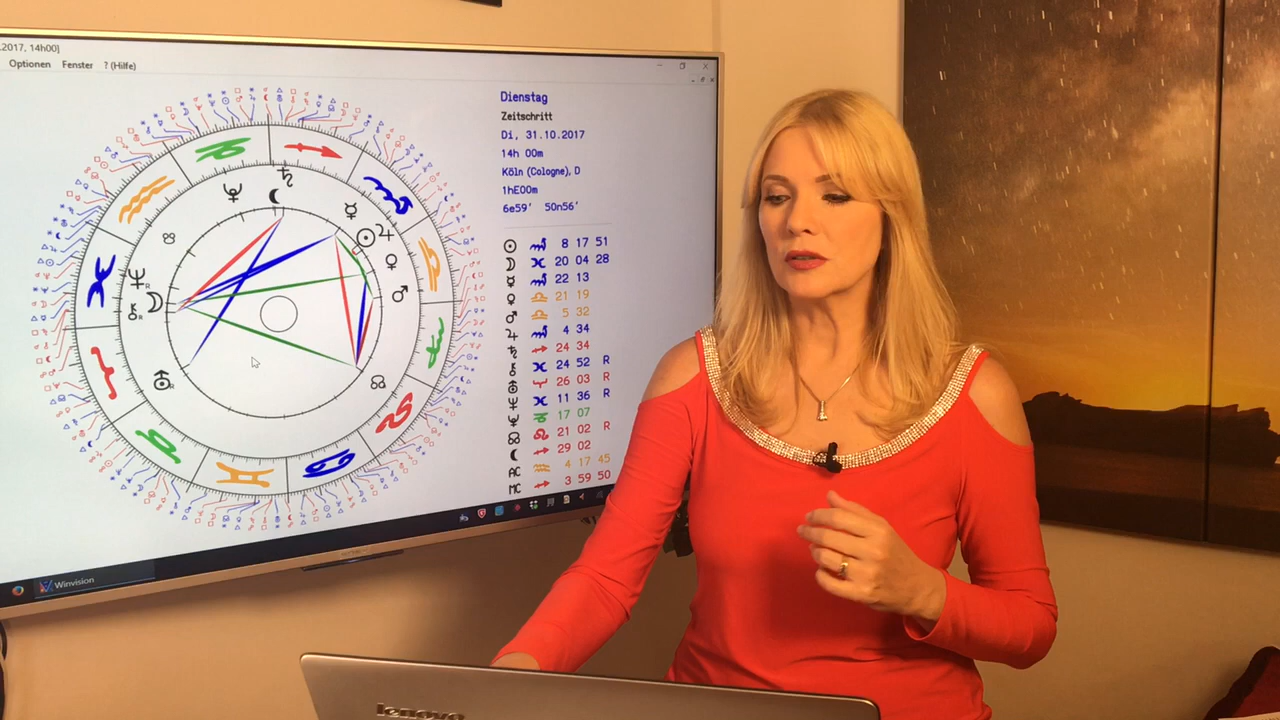 .2017, 14h00]
Optionen Fenster ? (Hilfe)
Dienstag
Zeitschritt
Di, 31.10.2017
14h 00m
Köln (Cologne), D
1hE00m
6e59' 50n56'
☉ ♏ 8 17 51
☽ ♓ 20 04 28
☿ ♏ 22 13
♀ ♎ 21 19
♂ ♎ 5 32
♃ ♏ 4 34
♄ ♐ 24 34
⚷ ♓ 24 52 R
⛢ ♈ 26 03 R
♆ ♓ 11 36 R
♇ ♑ 17 07
☊ ♌ 21 02 R
⚸ ♐ 29 02
AC ♒ 4 17 45
MC ♐ 3 59 50
Winvision
lenovo